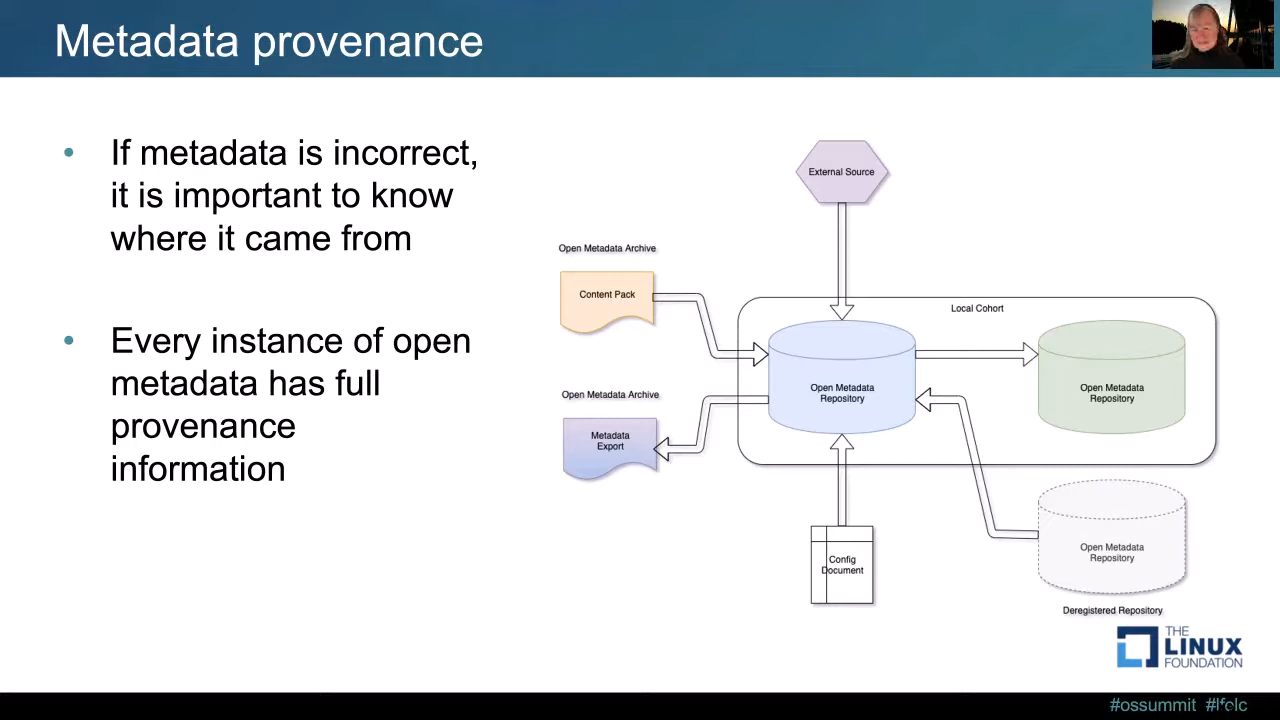 Metadata provenance
• If metadata is incorrect,
it is important to know
where it came from
• Every instance of open
metadata has full
provenance
information
External Source
Open Metadata Archive
Content Pack
Local Cohort
Open Metadata
Repository
Open Metadata
Repository
Open Metadata Archive
Metadata
Export
Config
Document
Open Metadata
Repository
Deregistered Repository
THE
LINUX
FOUNDATION
#ossummit #lfelc